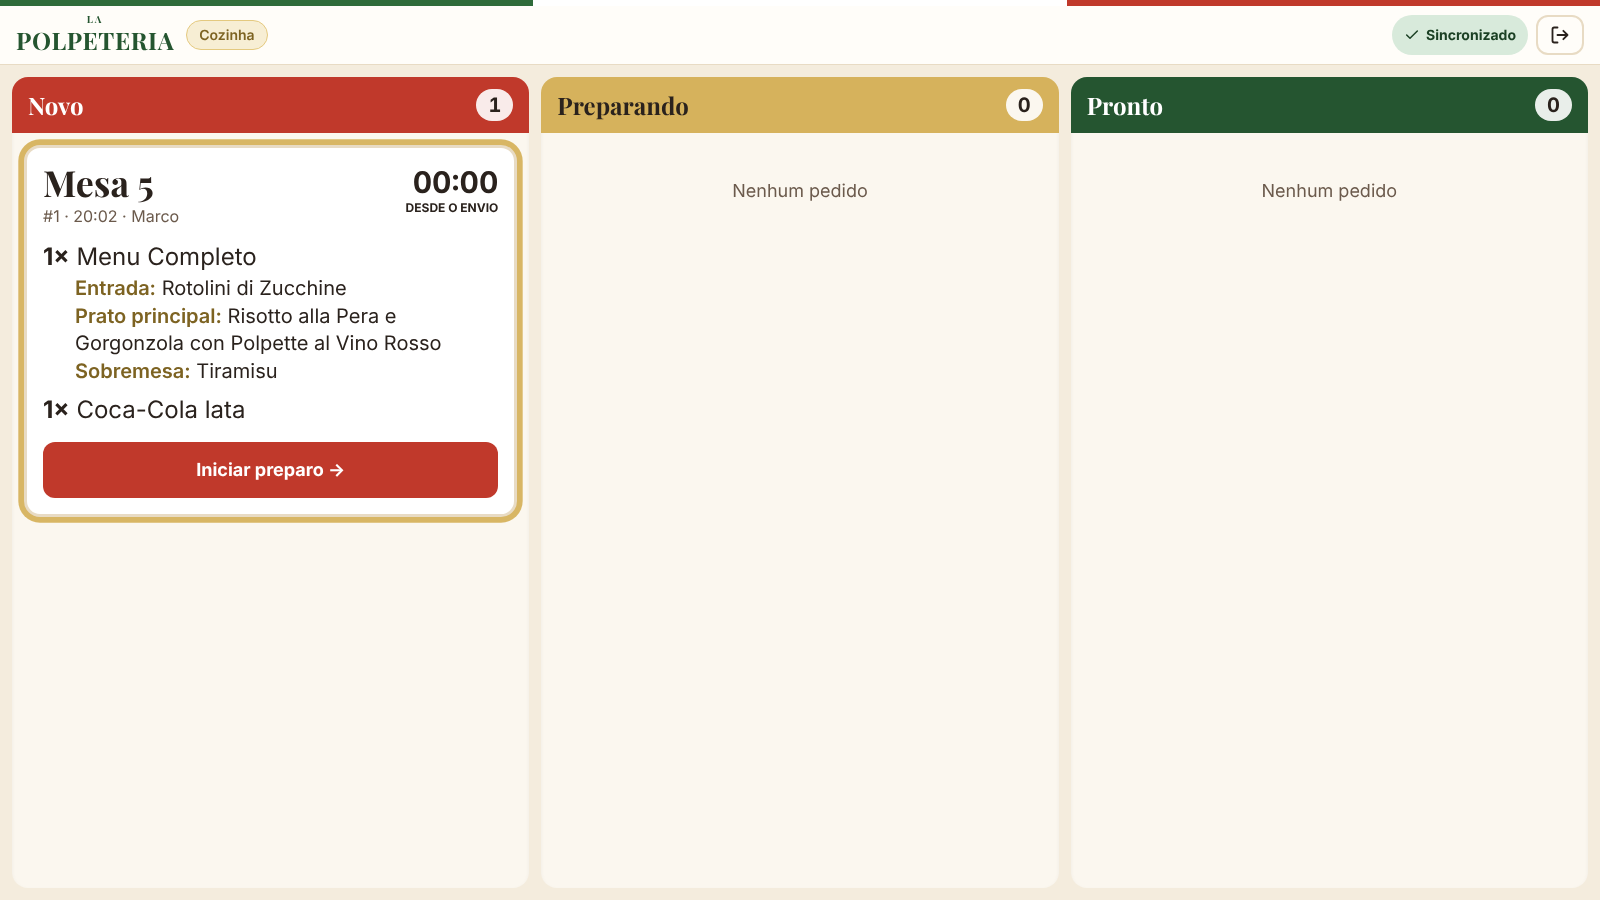 LA
POLPETERIA
Cozinha
Sincronizado
Novo
1
Mesa 5
00:00
#1 · 20:02 · Marco
DESDE O ENVIO
1× Menu Completo
Entrada: Rotolini di Zucchine
Prato principal: Risotto alla Pera e
Gorgonzola con Polpette al Vino Rosso
Sobremesa: Tiramisu
1× Coca-Cola lata
Iniciar preparo →
Preparando
0
Nenhum pedido
Pronto
0
Nenhum pedido